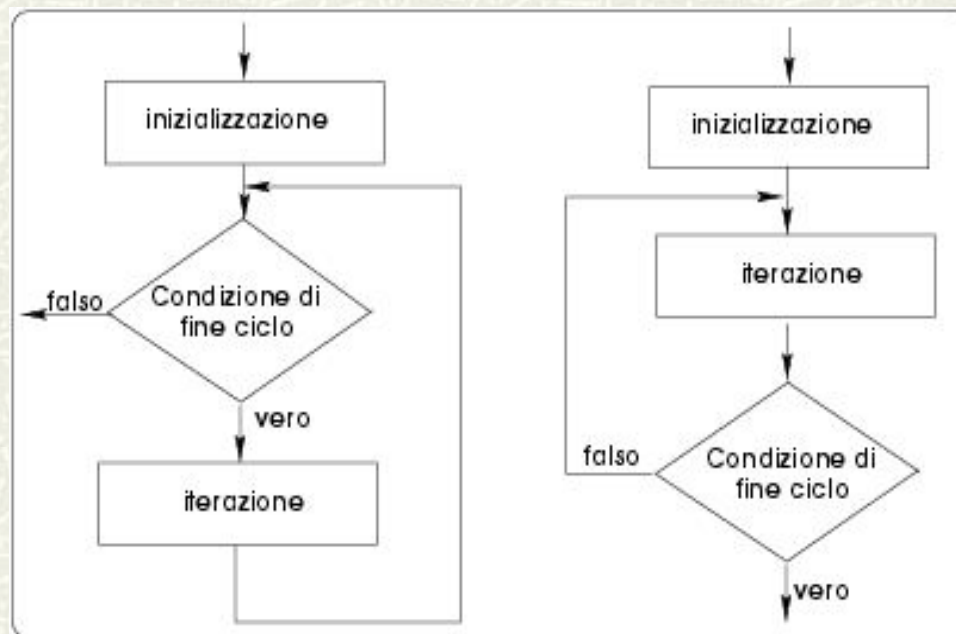 inizializzazione
falso
Condizione di
fine ciclo
vero
iterazione
inizializzazione
iterazione
falso
Condizione di
fine ciclo
vero